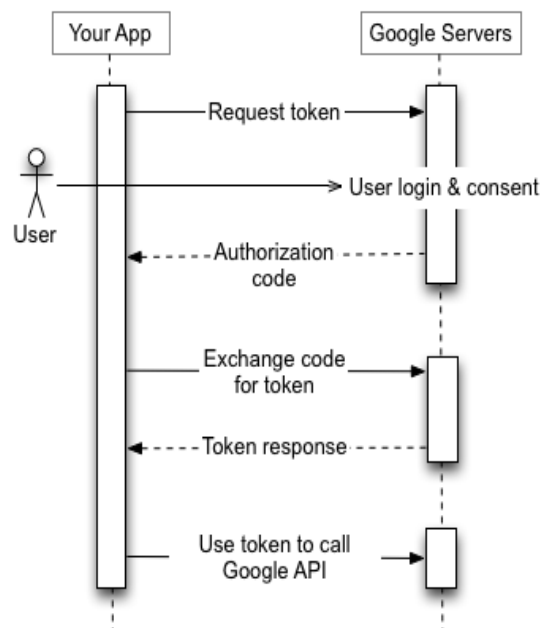 Your App
Google Servers
Request token
User login & consent
User
Authorization
code
Exchange code
for token
Token response
Use token to call
Google API